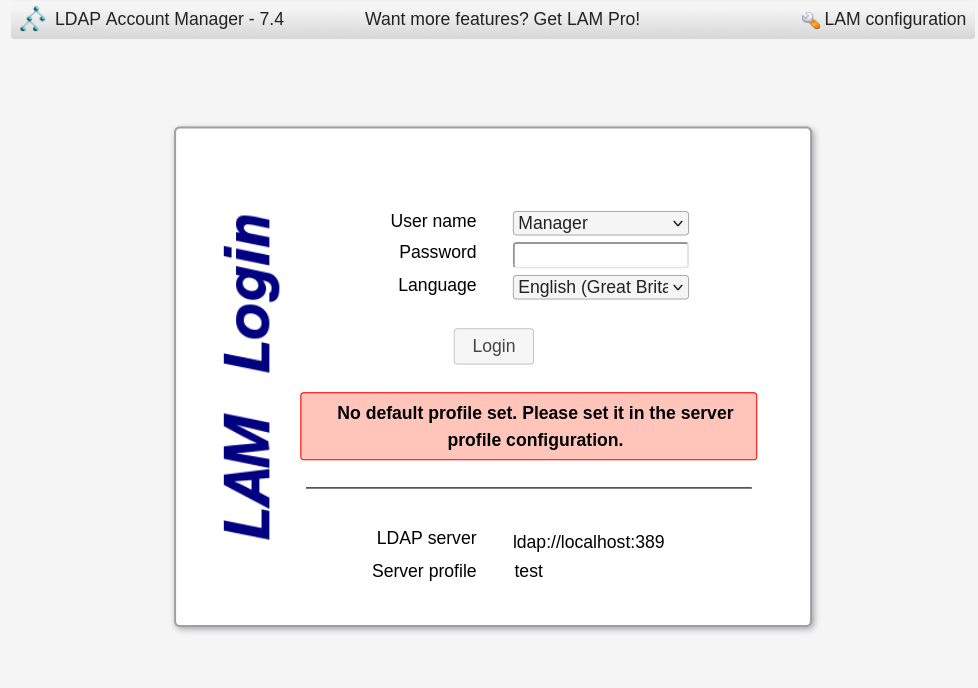 LDAP Account Manager - 7.4 Want more features? Get LAM Pro! LAM configuration
LAM Login
User name Manager
Password
Language English (Great Brita
Login
No default profile set. Please set it in the server
profile configuration.
LDAP server ldap://localhost:389
Server profile test